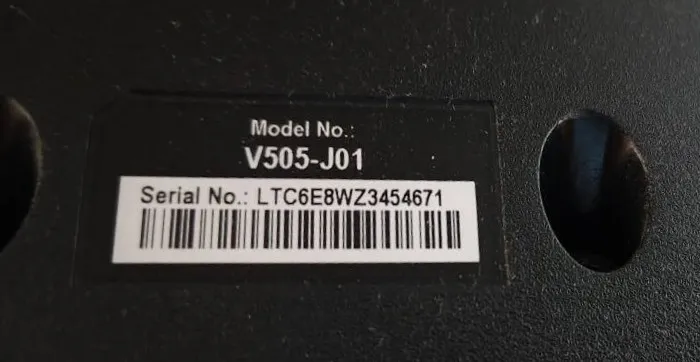 Model No.:
V505-J01
Serial No.: LTC6E8WZ3454671